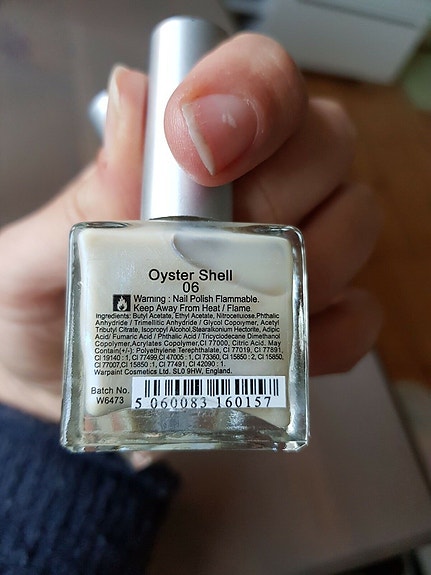 Oyster Shell
06
Warning : Nail Polish Flammable.
Keep Away From Heat / Flame
Ingredients: Butyl Acetate, Ethyl Acetate, Nitrocellulose,Phthalic
Anhydride / Trimellitic Anhydride / Glycol Copoymer, Acetyl
Tributyl Citrate, Isopropyl Alcohol,Stearalkonium Hectorite, Adipic
Acid/ Fumaric Acid / Phthalic Acid / Tricyclodecane Dimethanol
Copolymer,Acrylates Copolymer,CI 77000, Citric Acid. May
Contain(+/-): Polyethylene Terephthalate, CI 77019, CI 77891,
CI 19140 :1, CI 77499,CI 47005 : 1, CI 73360, CI 15850 : 2, CI 15850,
CI 77007,CI 15850 :1, CI 77491, CI 42090 : 1.
Warpaint Cosmetics Ltd. SL0 9HW, England.
Batch No.
W6473
5 060083 160157